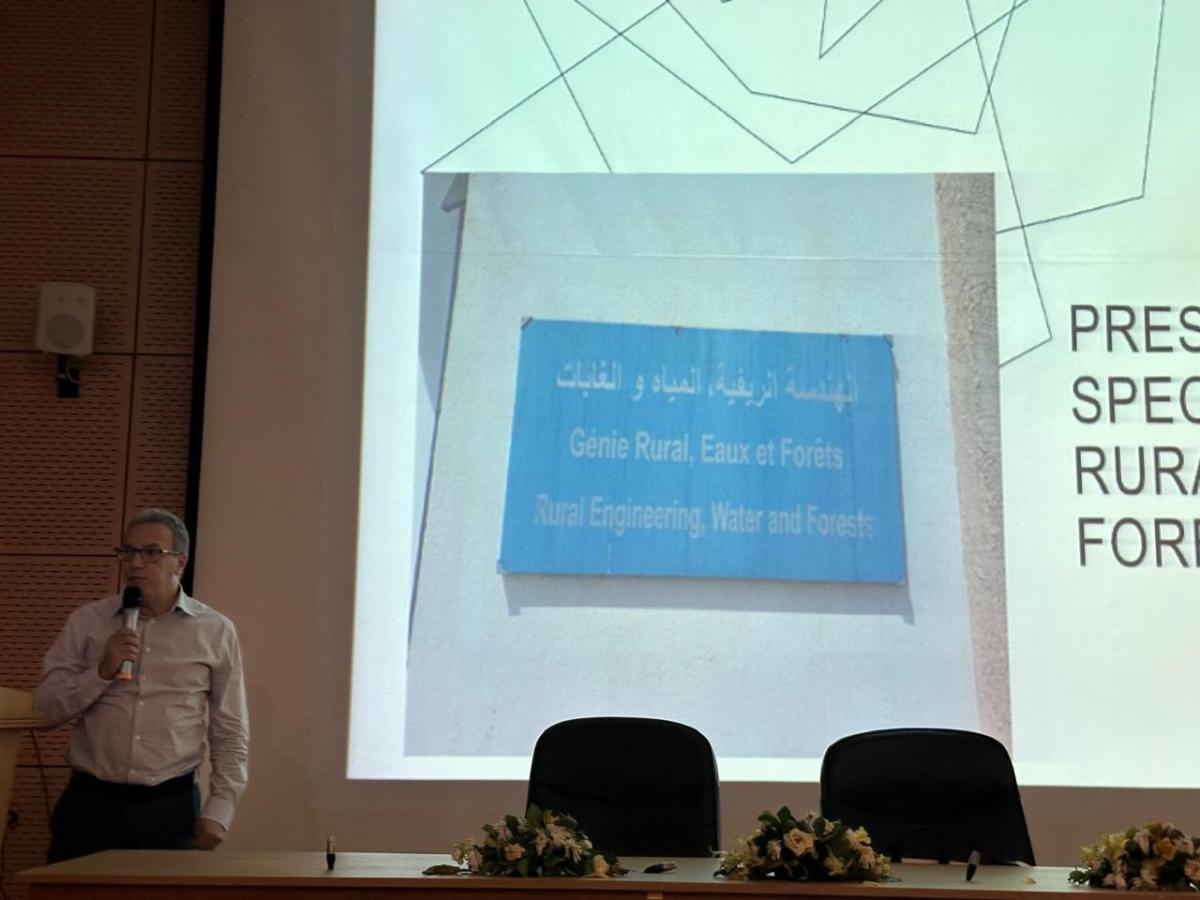 الهندسة الريفية، المياه و الغابات
Génie Rural, Eaux et Forêts
Rural Engineering, Water and Forests
PRES
SPEC
RURA
FORE